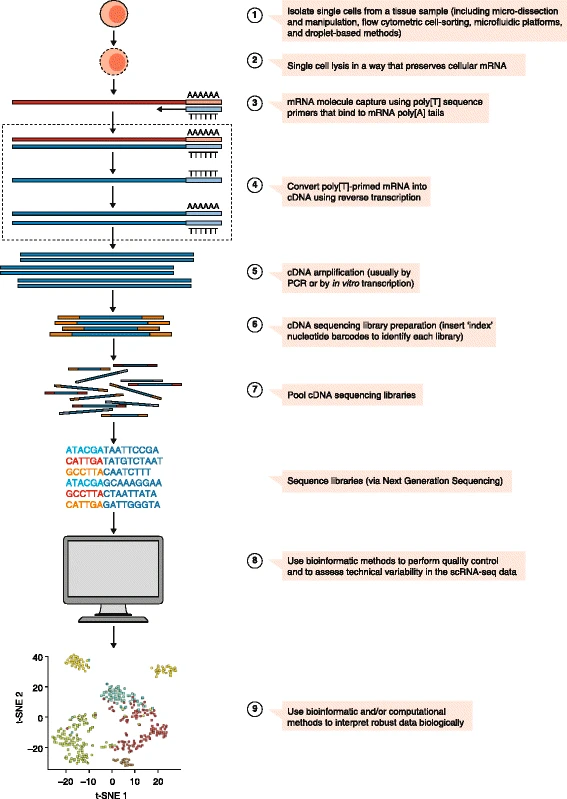 1
Isolate single cells from a tissue sample (including micro-dissection
and manipulation, flow cytometric cell-sorting, microfluidic platforms,
and droplet-based methods)
2
Single cell lysis in a way that preserves cellular mRNA
AAAAAA
TTTTTT
3
mRNA molecule capture using poly[T] sequence
primers that bind to mRNA poly[A] tails
AAAAAA
TTTTTT
TTTTTT
AAAAAA
TTTTTT
4
Convert poly[T]-primed mRNA into
cDNA using reverse transcription
5
cDNA amplification (usually by
PCR or by in vitro transcription)
6
cDNA sequencing library preparation (insert ‘index’
nucleotide barcodes to identify each library)
7
Pool cDNA sequencing libraries
ATACGATAATTCCGA
CATTGATATGTCTAAT
GCCTTACAATCTTT
ATACGAGCAAAGGAA
GCCTTACTAATTATA
CATTGAGATTGGGTA
Sequence libraries (via Next Generation Sequencing)
8
Use bioinformatic methods to perform quality control
and to assess technical variability in the scRNA-seq data
40
20
0
−20
t-SNE 2
−20 −10 0 10 20
t-SNE 1
9
Use bioinformatic and/or computational
methods to interpret robust data biologically